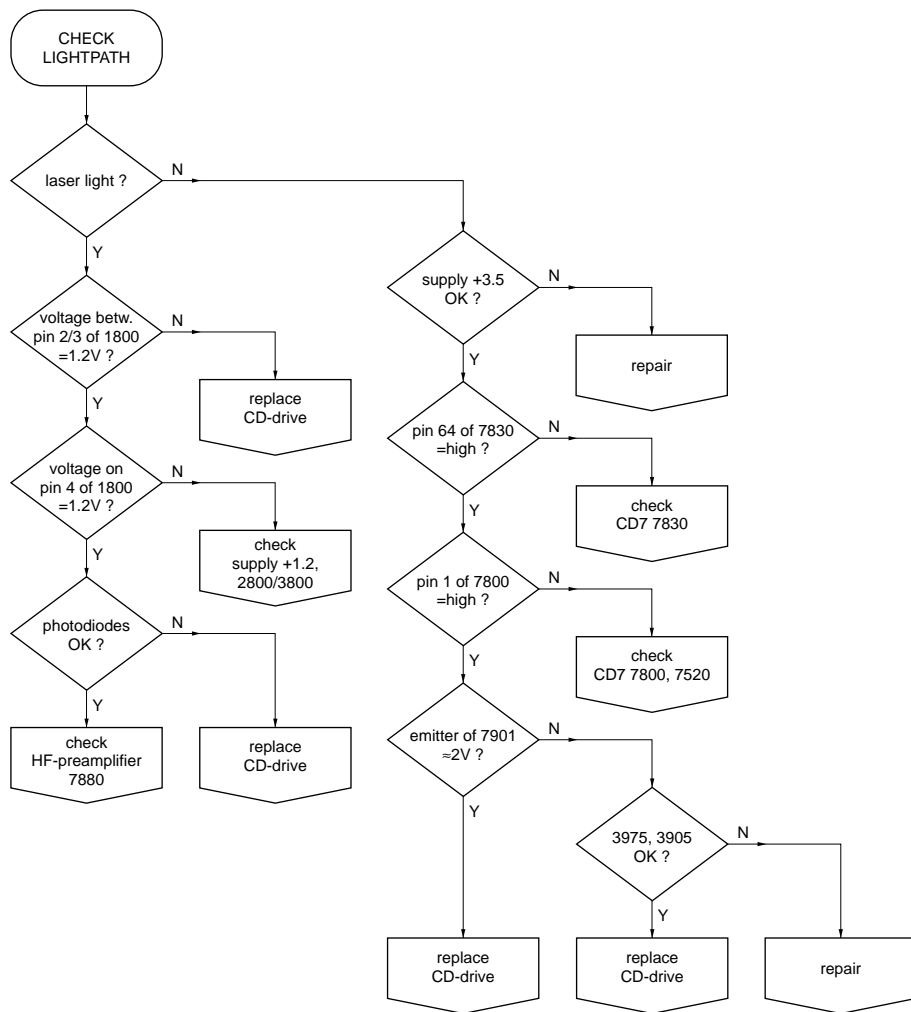 CHECK
LIGHTPATH
laser light ?
N
Y
voltage betw.
pin 2/3 of 1800
=1.2V ?
N
Y
replace
CD-drive
voltage on
pin 4 of 1800
=1.2V ?
N
Y
check
supply +1.2,
2800/3800
photodiodes
OK ?
N
Y
check
HF-preamplifier
7880
replace
CD-drive
supply +3.5
OK ?
N
Y
repair
pin 64 of 7830
=high ?
N
Y
check
CD7 7830
pin 1 of 7800
=high ?
N
Y
check
CD7 7800, 7520
emitter of 7901
≈2V ?
N
Y
3975, 3905
OK ?
N
Y
replace
CD-drive
replace
CD-drive
repair